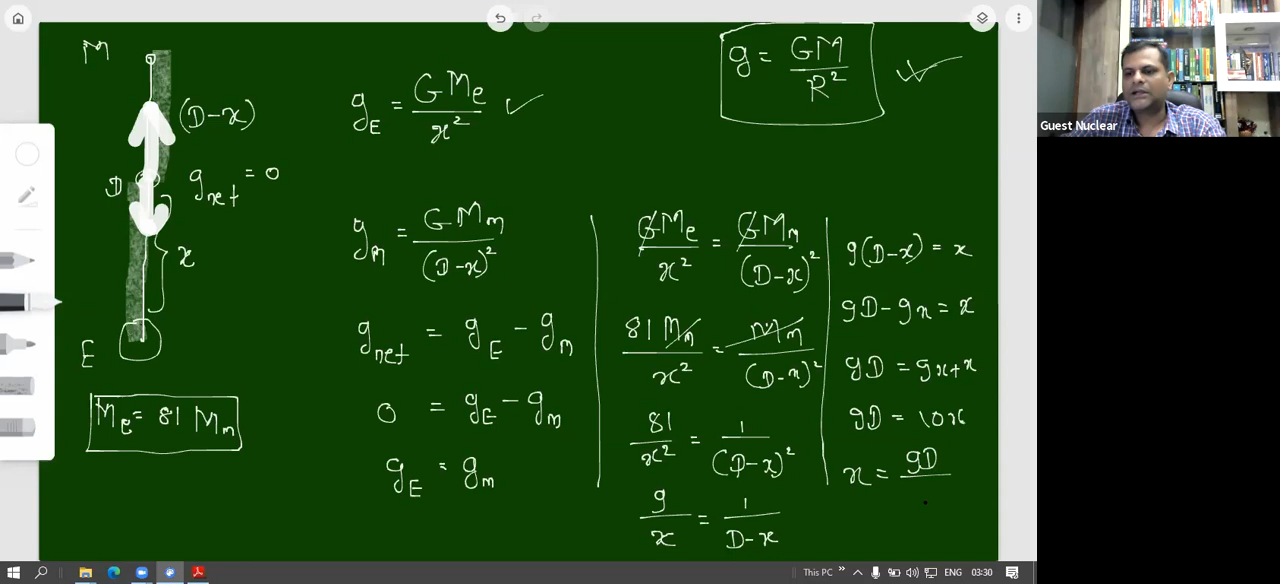 M
(D-x)
D
g_net = 0
x
E
M_e = 81 M_m
g_E = GM_e / x² ✓
g_m = GM_m / (D-x)²
g_net = g_E - g_m
0 = g_E - g_m
g_E = g_m
g = GM / R²
GM_e / x² = GM_m / (D-x)²
81 M_m / x² = M_m / (D-x)²
81 / x² = 1 / (D-x)²
9 / x = 1 / D-x
9(D-x) = x
9D-9x = x
9D = 9x+x
9D = 10x
x = 9D
Guest Nuclear
This PC
ENG
03:30